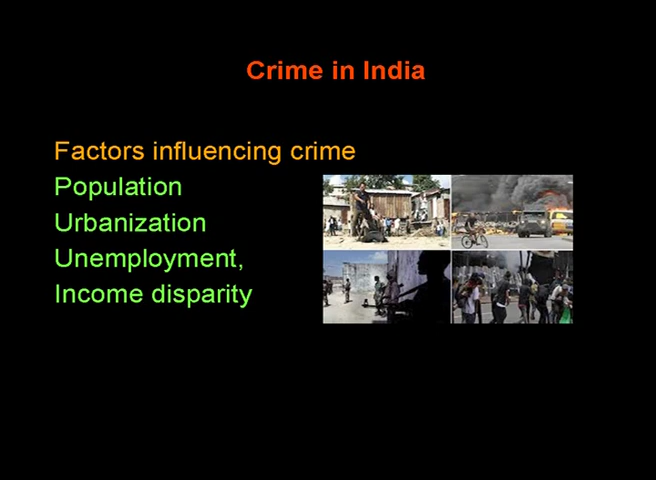 Crime in India
Factors influencing crime
Population
Urbanization
Unemployment,
Income disparity